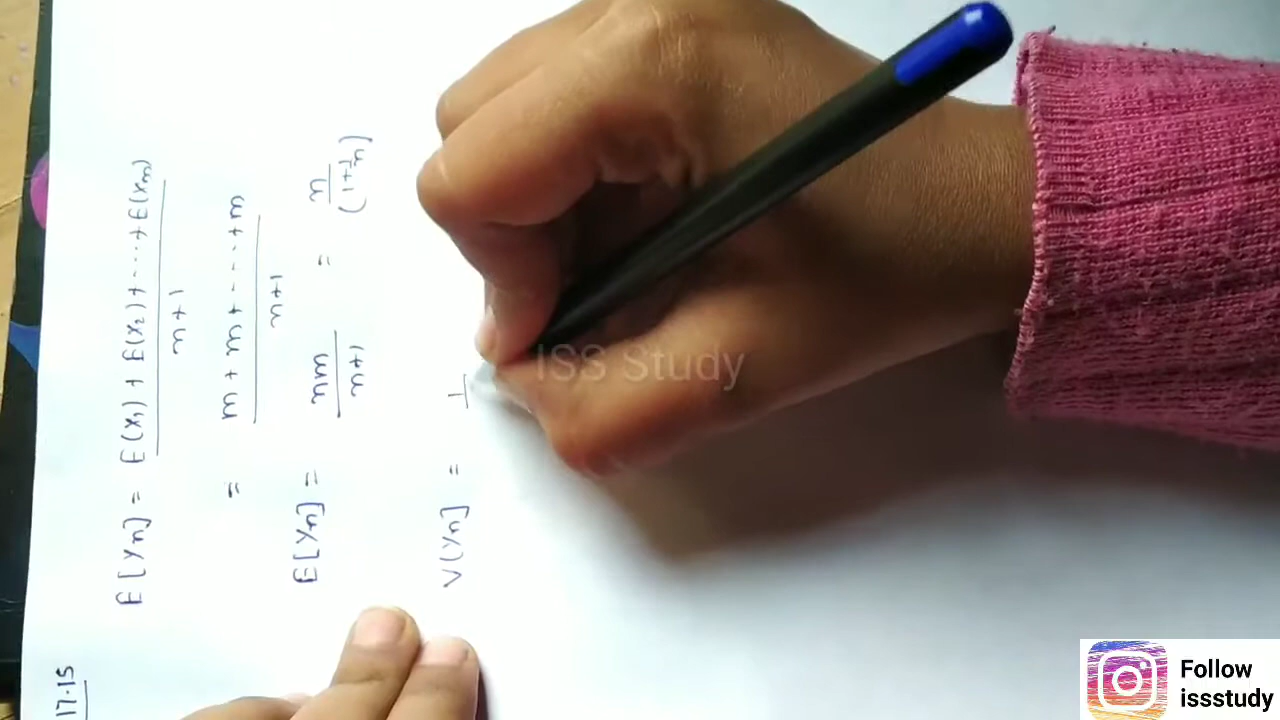 17.15
E[Yn] = E(X1) + E(X2) + ---- + E(Xn) / n+1
= m + m + --- + m / n+1
E[Yn] = nm / n+1 = m / (1 + 1/n)
V(Yn] = 1
ISS Study
Follow
issstudy